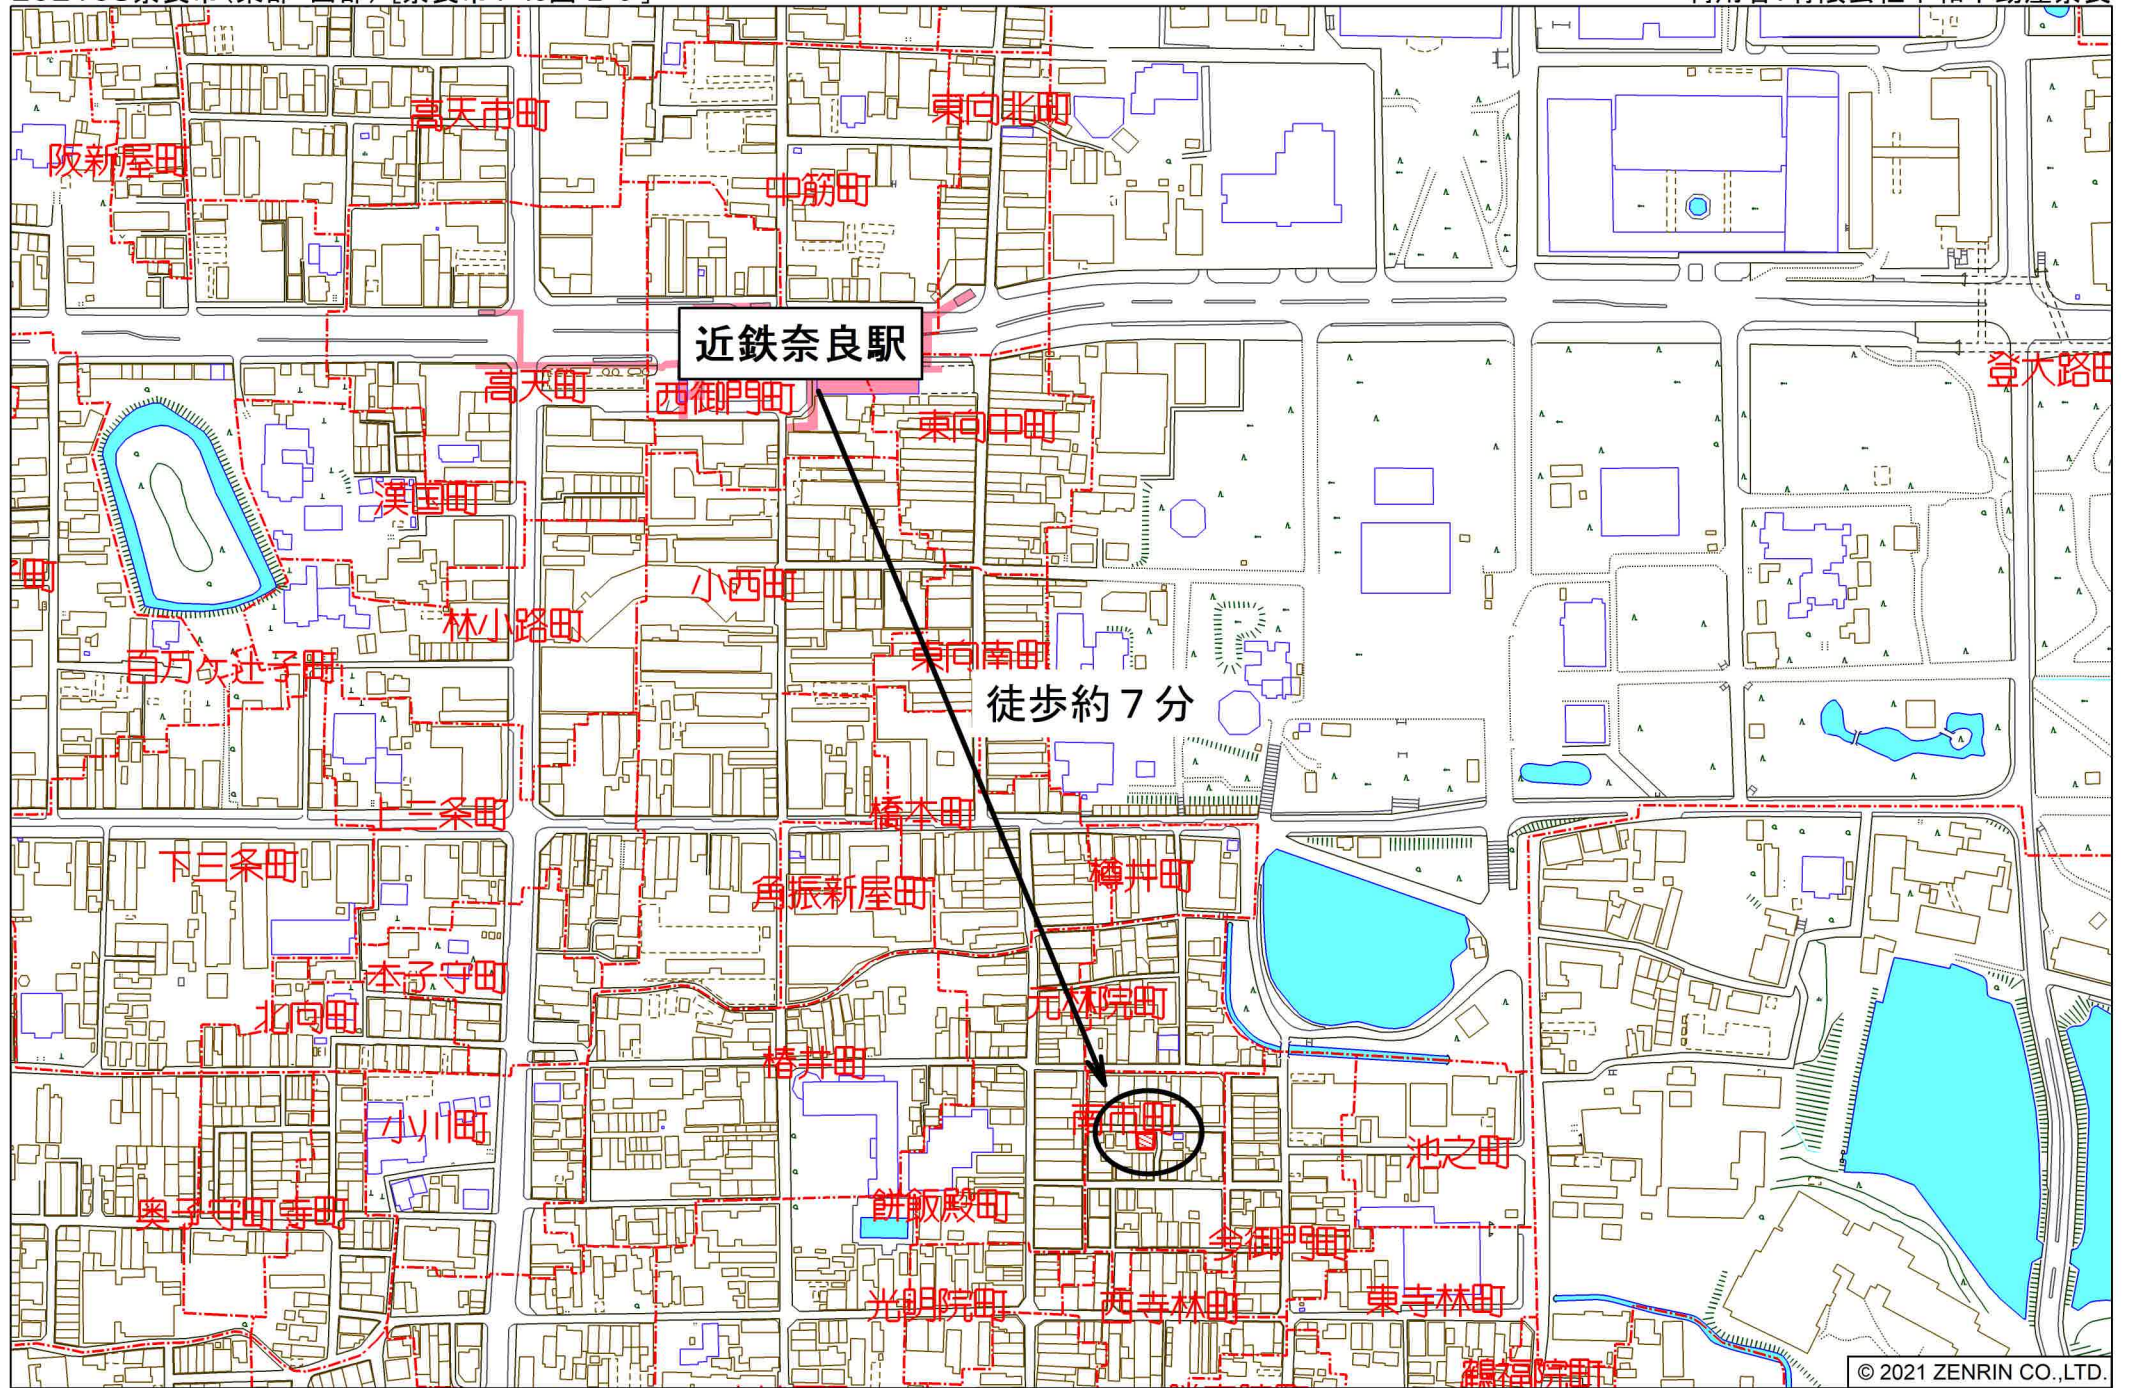 高天市町
東向北町
阪新屋町
中筋町
近鉄奈良駅
登大路町
高天町
西御門町
東向中町
漢国町
小西町
林小路町
東向南町
百万ヶ辻子町
徒歩約7分
上三条町
橋本町
下三条町
角振新屋町
樽井町
本子守町
北向町
元林院町
椿井町
南市町
小川町
池之町
奥子守町
寺町
餅飯殿町
今御門町
光明院町
西寺林町
東寺林町
鶴福院町
© 2021 ZENRIN CO.,LTD.